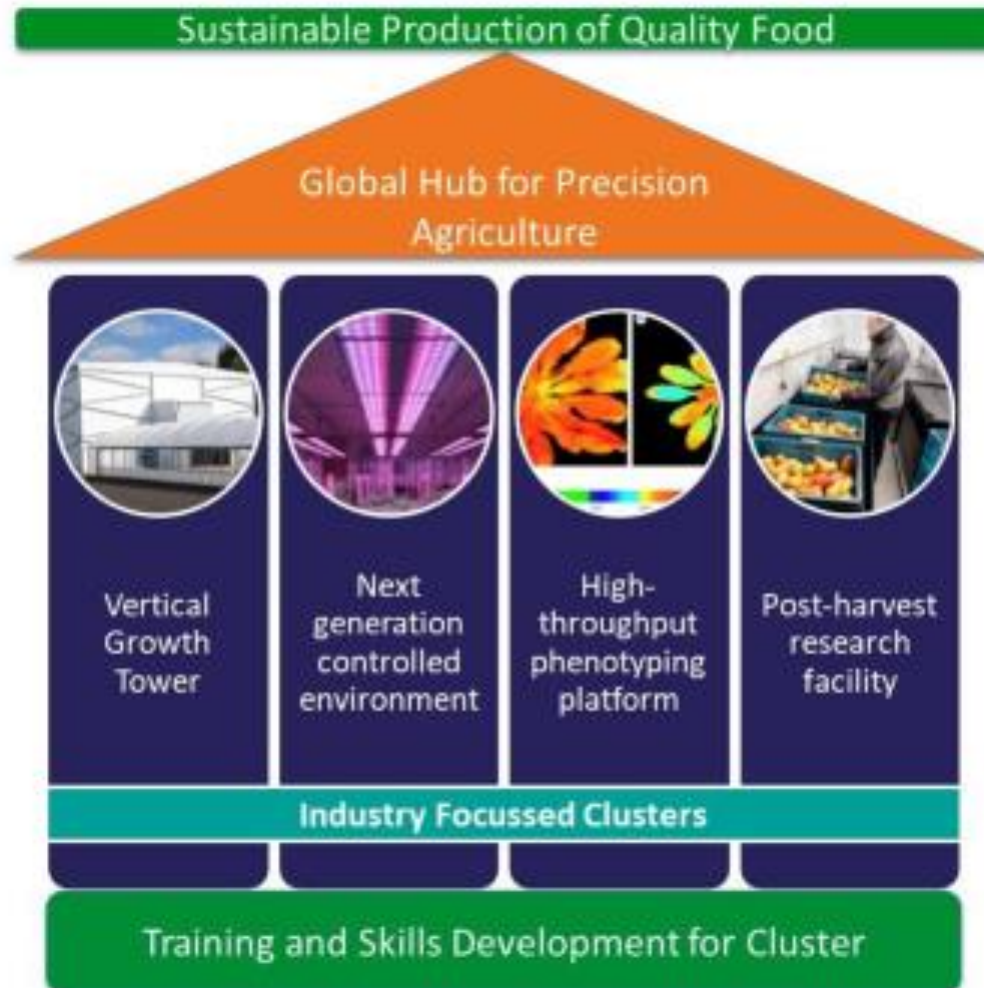 Sustainable Production of Quality Food
Global Hub for Precision
Agriculture
Vertical
Growth
Tower
Next
generation
controlled
environment
High-
throughput
phenotyping
platform
Post-harvest
research
facility
Industry Focussed Clusters
Training and Skills Development for Cluster